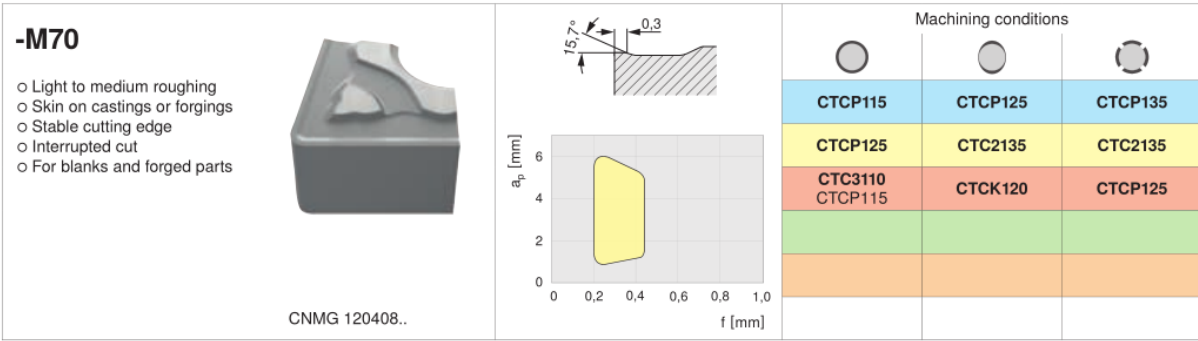 -M70
○ Light to medium roughing
○ Skin on castings or forgings
○ Stable cutting edge
○ Interrupted cut
○ For blanks and forged parts
CNMG 120408..
15,7°
0,3
aₚ [mm]
6
4
2
0
0 0,2 0,4 0,6 0,8 1,0
f [mm]
Machining conditions
CTCP115 CTCP125 CTCP135
CTCP125 CTC2135 CTC2135
CTC3110
CTCP115
CTCK120
CTCP125